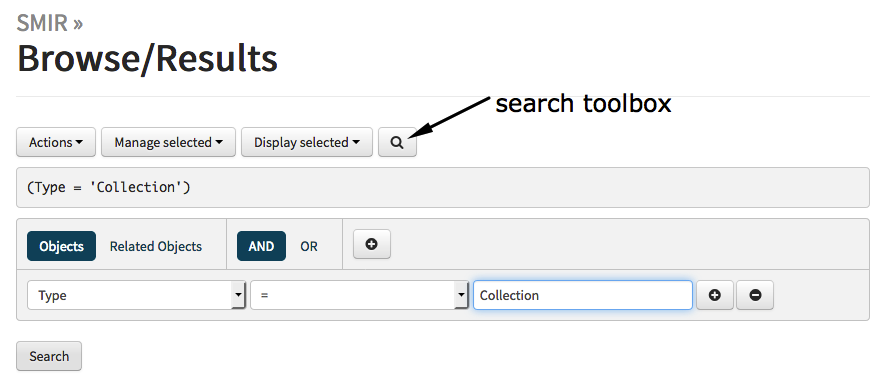 SMIR »
Browse/Results
search toolbox
Actions Manage selected Display selected
(Type = 'Collection')
Objects Related Objects AND OR
Type = Collection
Search